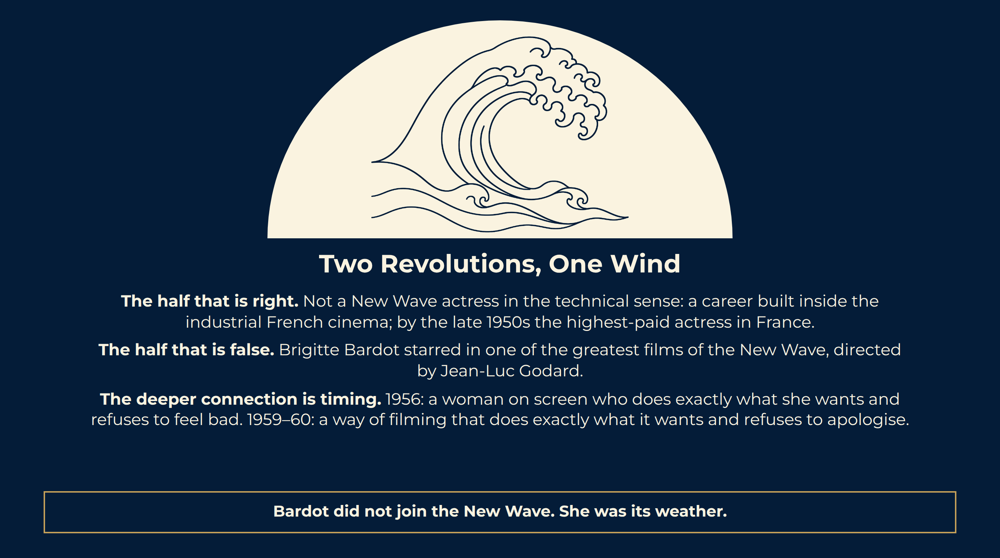 Two Revolutions, One Wind
The half that is right. Not a New Wave actress in the technical sense: a career built inside the
industrial French cinema; by the late 1950s the highest-paid actress in France.
The half that is false. Brigitte Bardot starred in one of the greatest films of the New Wave, directed
by Jean-Luc Godard.
The deeper connection is timing. 1956: a woman on screen who does exactly what she wants and
refuses to feel bad. 1959–60: a way of filming that does exactly what it wants and refuses to apologise.
Bardot did not join the New Wave. She was its weather.